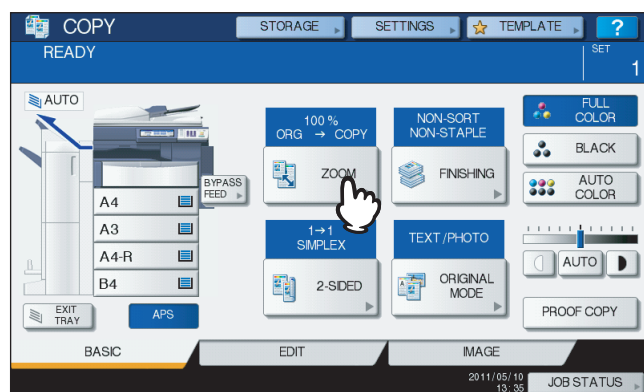 COPY
STORAGE
SETTINGS
TEMPLATE
?
READY
SET
1
AUTO
100 %
ORG → COPY
NON-SORT
NON-STAPLE
FULL
COLOR
ZOOM
FINISHING
BLACK
BYPASS
FEED
AUTO
COLOR
A4
A3
A4-R
B4
1→1
SIMPLEX
TEXT/PHOTO
2-SIDED
ORIGINAL
MODE
AUTO
EXIT
TRAY
APS
PROOF COPY
BASIC
EDIT
IMAGE
2011/05/10
13:35
JOB STATUS